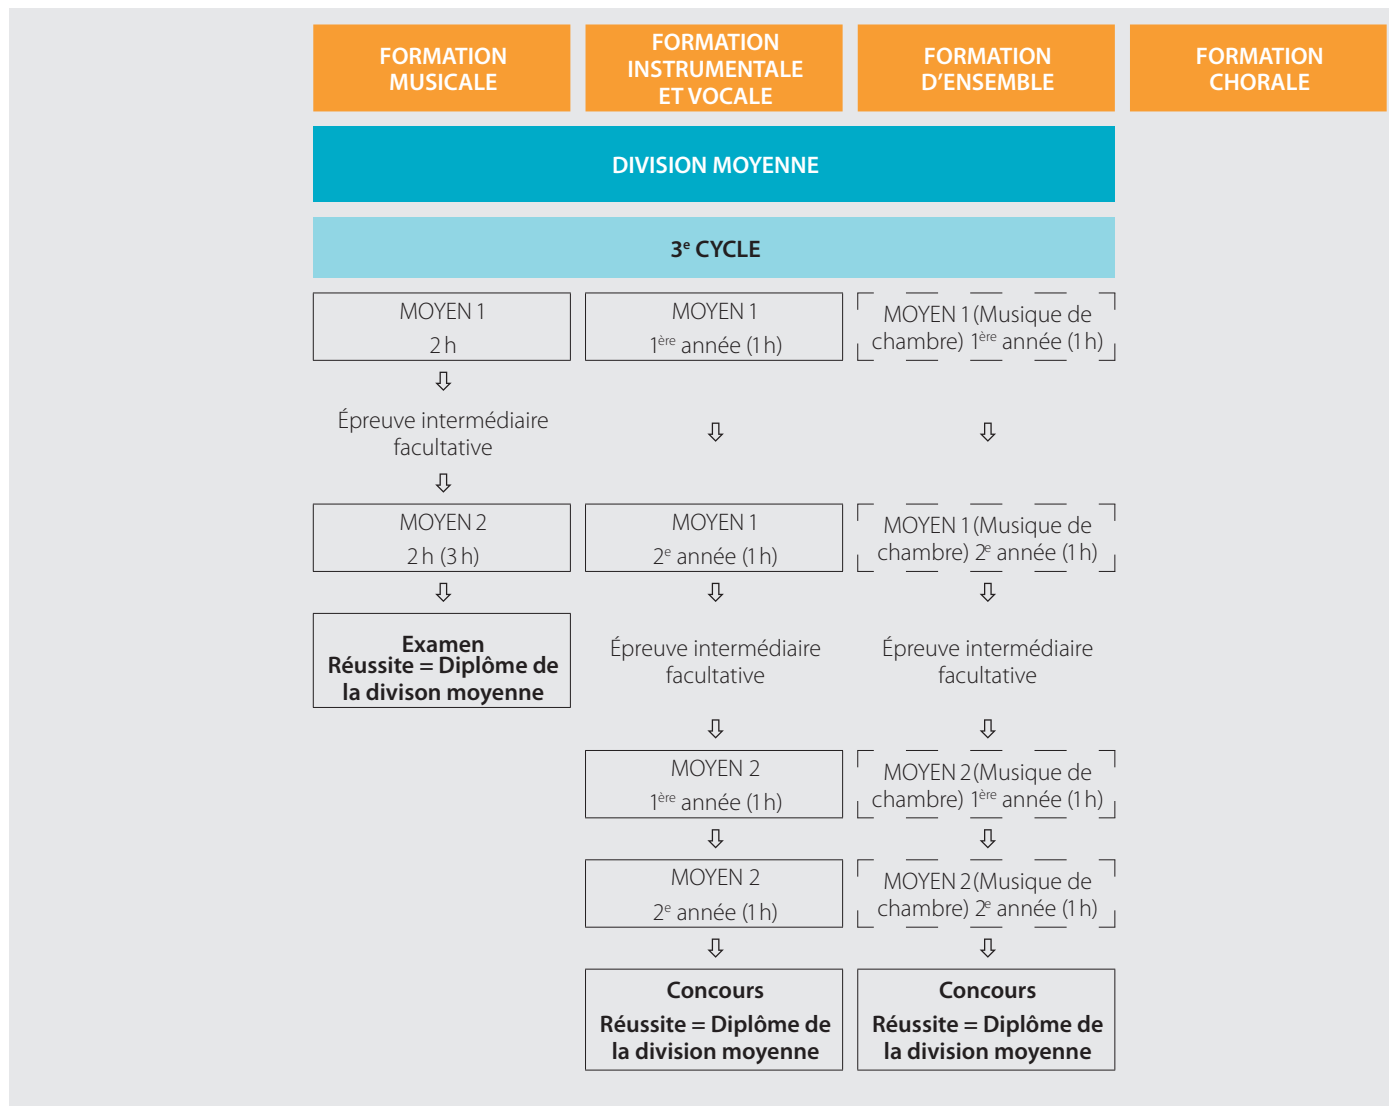 FORMATION
MUSICALE
FORMATION
INSTRUMENTALE
ET VOCALE
FORMATION
D'ENSEMBLE
FORMATION
CHORALE
DIVISION MOYENNE
3e CYCLE
MOYEN 1
2 h
MOYEN 1
1ère année (1 h)
MOYEN 1 (Musique de
chambre) 1ère année (1 h)
Épreuve intermédiaire
facultative
MOYEN 2
2 h (3 h)
MOYEN 1
2e année (1 h)
MOYEN 1 (Musique de
chambre) 2e année (1 h)
Examen
Réussite = Diplôme de
la divison moyenne
Épreuve intermédiaire
facultative
Épreuve intermédiaire
facultative
MOYEN 2
1ère année (1 h)
MOYEN 2 (Musique de
chambre) 1ère année (1 h)
MOYEN 2
2e année (1 h)
MOYEN 2 (Musique de
chambre) 2e année (1 h)
Concours
Réussite = Diplôme de
la division moyenne
Concours
Réussite = Diplôme de
la division moyenne